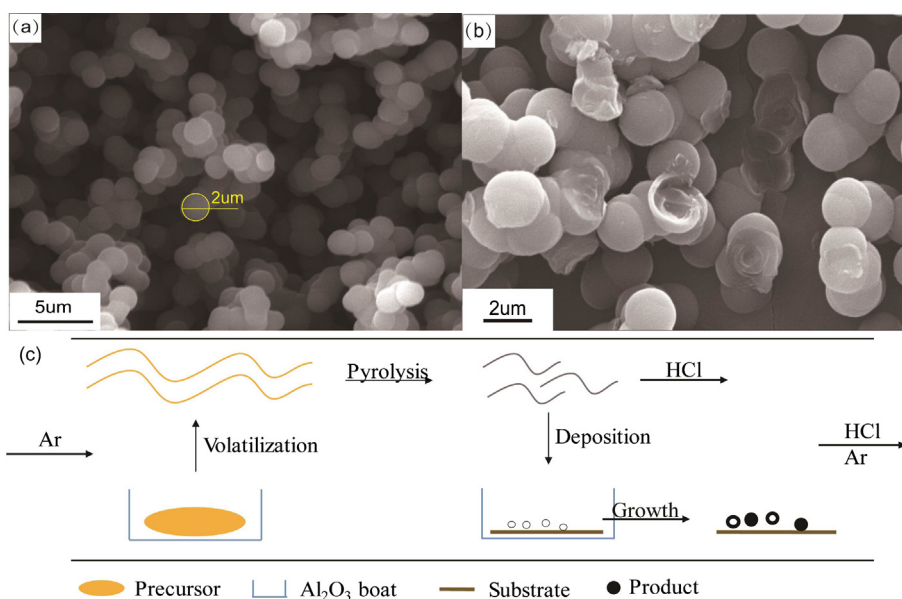 (a)
2um
5um
(b)
2um
(c)
Pyrolysis
HCl
Ar
Volatilization
Deposition
HCl
Ar
Growth
Precursor
Al₂O₃ boat
Substrate
Product